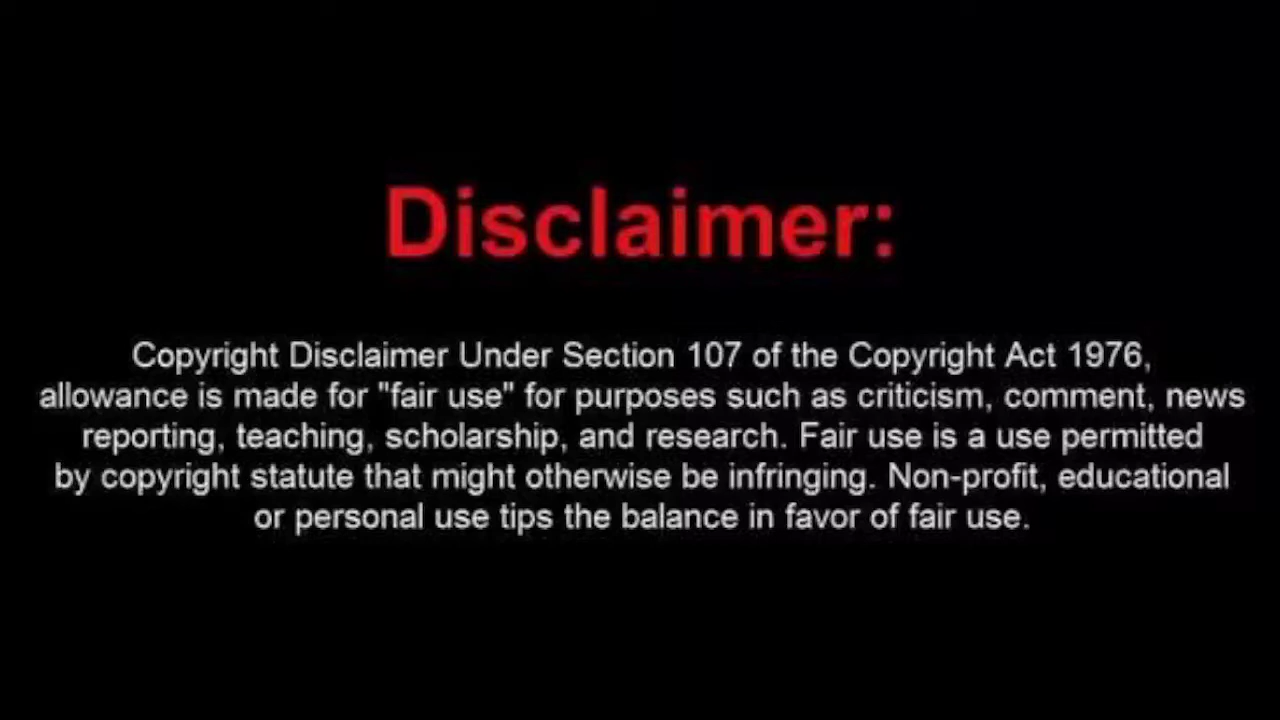 Disclaimer:
Copyright Disclaimer Under Section 107 of the Copyright Act 1976,
allowance is made for "fair use" for purposes such as criticism, comment, news
reporting, teaching, scholarship, and research. Fair use is a use permitted
by copyright statute that might otherwise be infringing. Non-profit, educational
or personal use tips the balance in favor of fair use.